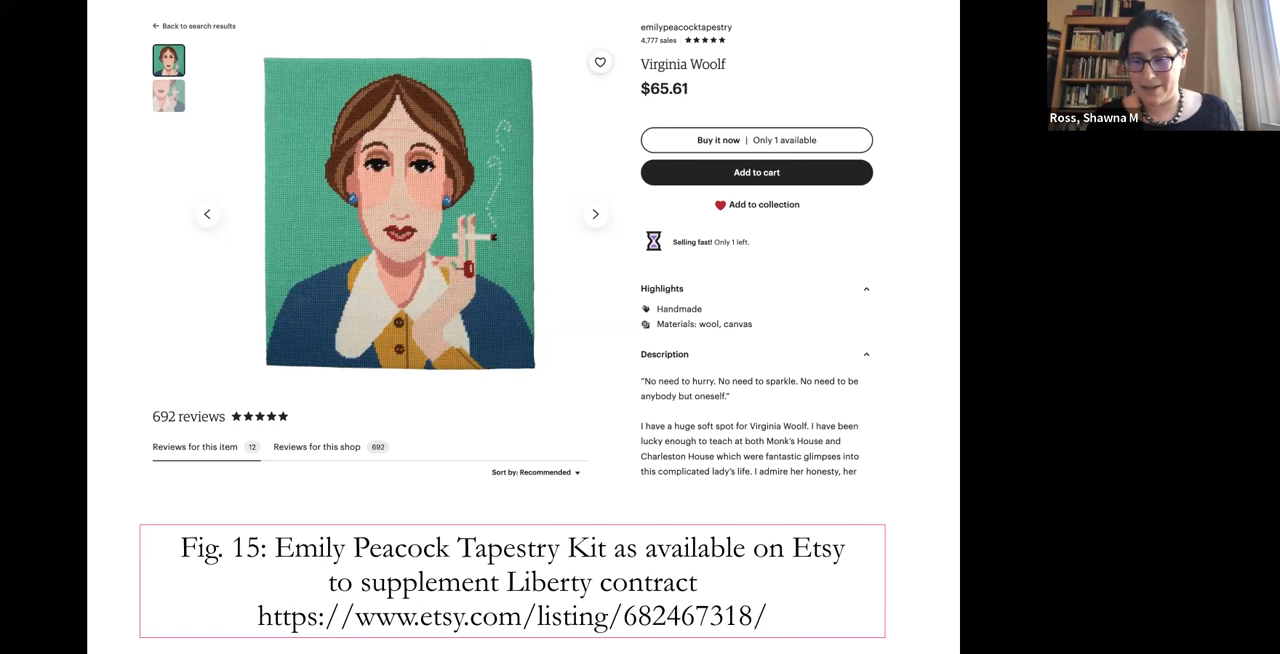 ← Back to search results
emilypeacocktapestry
4,777 sales | ★★★★★
Virginia Woolf
$65.61
Buy it now | Only 1 available
Add to cart
Add to collection
Selling fast! Only 1 left.
Highlights
Handmade
Materials: wool, canvas
Description
"No need to hurry. No need to sparkle. No need to be
anybody but oneself."
I have a huge soft spot for Virginia Woolf. I have been
lucky enough to teach at both Monk's House and
Charleston House which were fantastic glimpses into
this complicated lady's life. I admire her honesty, her
692 reviews ★★★★★
Reviews for this item 12 Reviews for this shop 692
Sort by: Recommended
Fig. 15: Emily Peacock Tapestry Kit as available on Etsy
to supplement Liberty contract
https://www.etsy.com/listing/682467318/
Ross, Shawna M